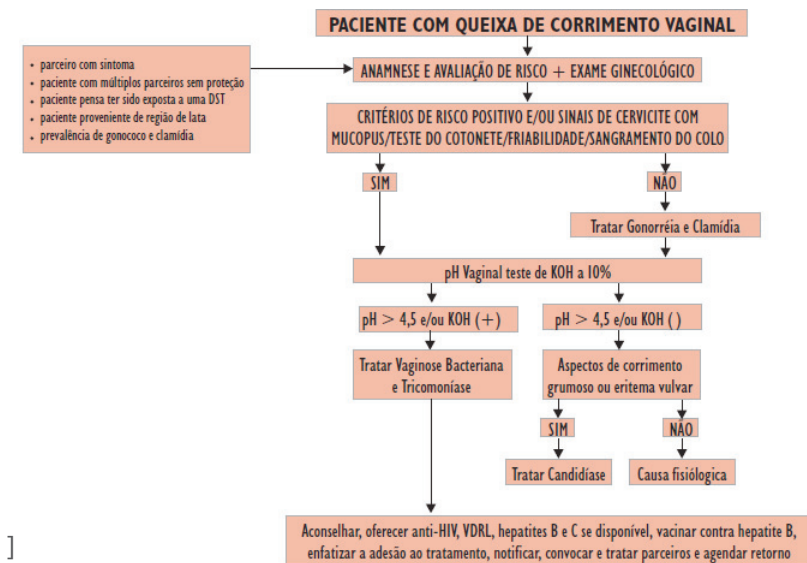 PACIENTE COM QUEIXA DE CORRIMENTO VAGINAL
• parceiro com sintoma
• paciente com múltiplos parceiros sem proteção
• paciente pensa ter sido exposta a uma DST
• paciente proveniente de região de lata
• prevalência de gonococo e clamídia
ANAMNESE E AVALIAÇÃO DE RISCO + EXAME GINECOLÓGICO
CRITÉRIOS DE RISCO POSITIVO E/OU SINAIS DE CERVICITE COM
MUCOPUS/TESTE DO COTONETE/FRIABILIDADE/SANGRAMENTO DO COLO
SIM
NÃO
Tratar Gonorréia e Clamídia
pH Vaginal teste de KOH a 10%
pH > 4,5 e/ou KOH (+)
pH > 4,5 e/ou KOH ()
Tratar Vaginose Bacteriana
e Tricomoníase
Aspectos de corrimento
grumoso ou eritema vulvar
SIM
NÃO
Tratar Candidíase
Causa fisiólogica
Aconselhar, oferecer anti-HIV, VDRL, hepatites B e C se disponível, vacinar contra hepatite B,
enfatizar a adesão ao tratamento, notificar, convocar e tratar parceiros e agendar retorno
]